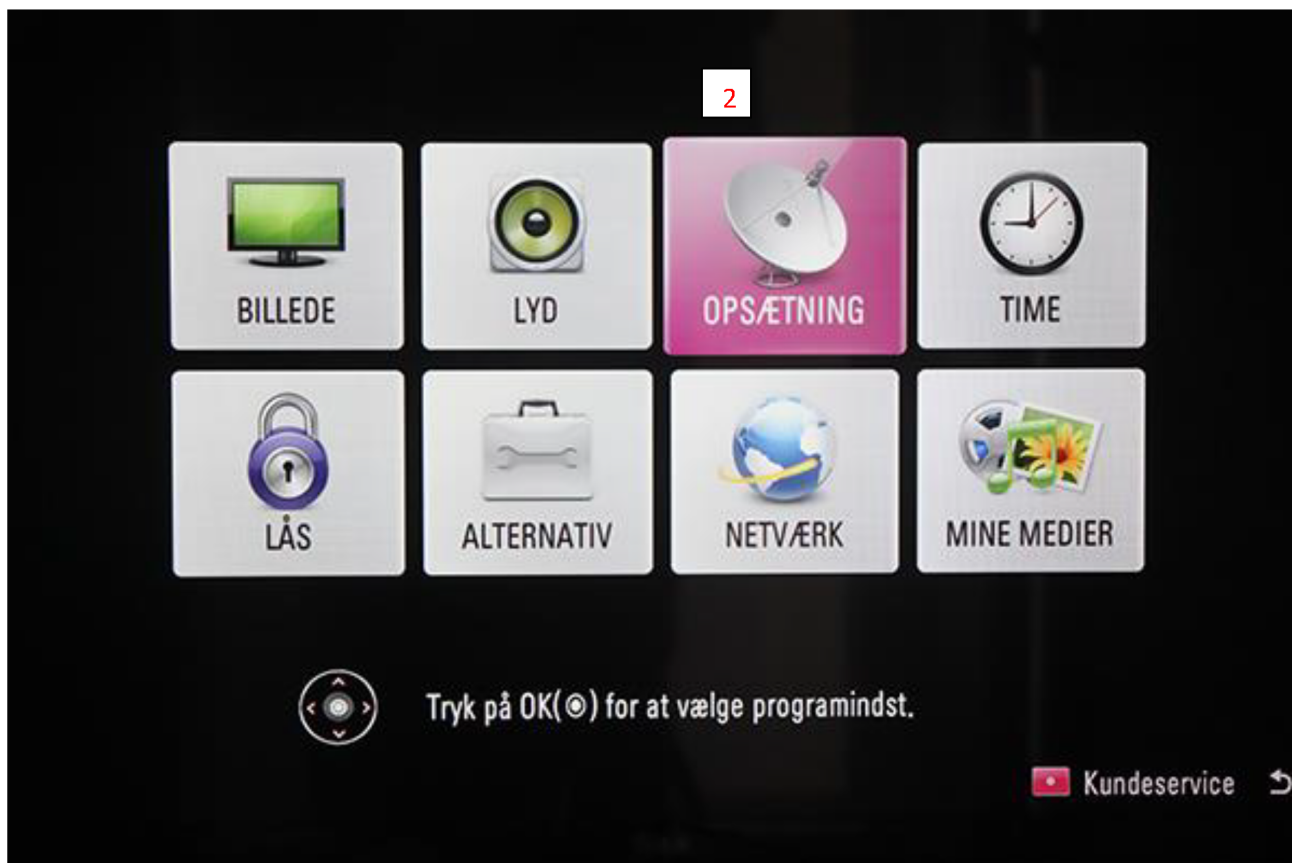 2
BILLEDE
LYD
OPSÆTNING
TIME
LÅS
ALTERNATIV
NETVÆRK
MINE MEDIER
Tryk på OK(◉) for at vælge programindst.
Kundeservice